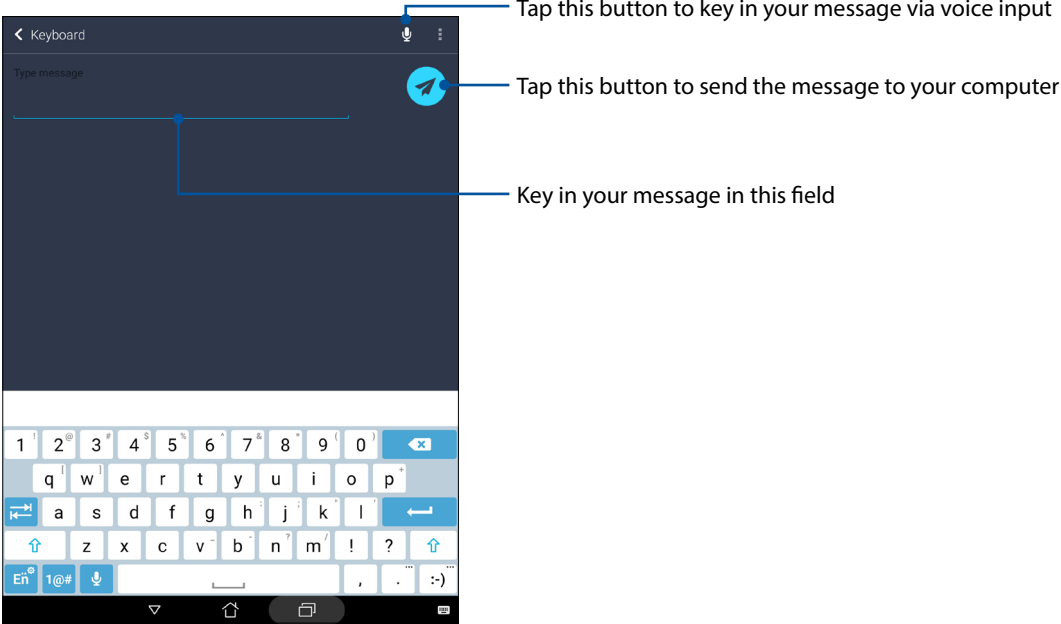 Tap this button to key in your message via voice input
Keyboard
Type message
Tap this button to send the message to your computer
Key in your message in this field
1 ! 2 @ 3 # 4 $ 5 % 6 ^ 7 & 8 * 9 ( 0 )
q [ w ] e r t y u i o p +
a s d f g h : j ; k " l '
z x c v _ b - n ? m / ! ?
En 1@# , . ... :-) ...